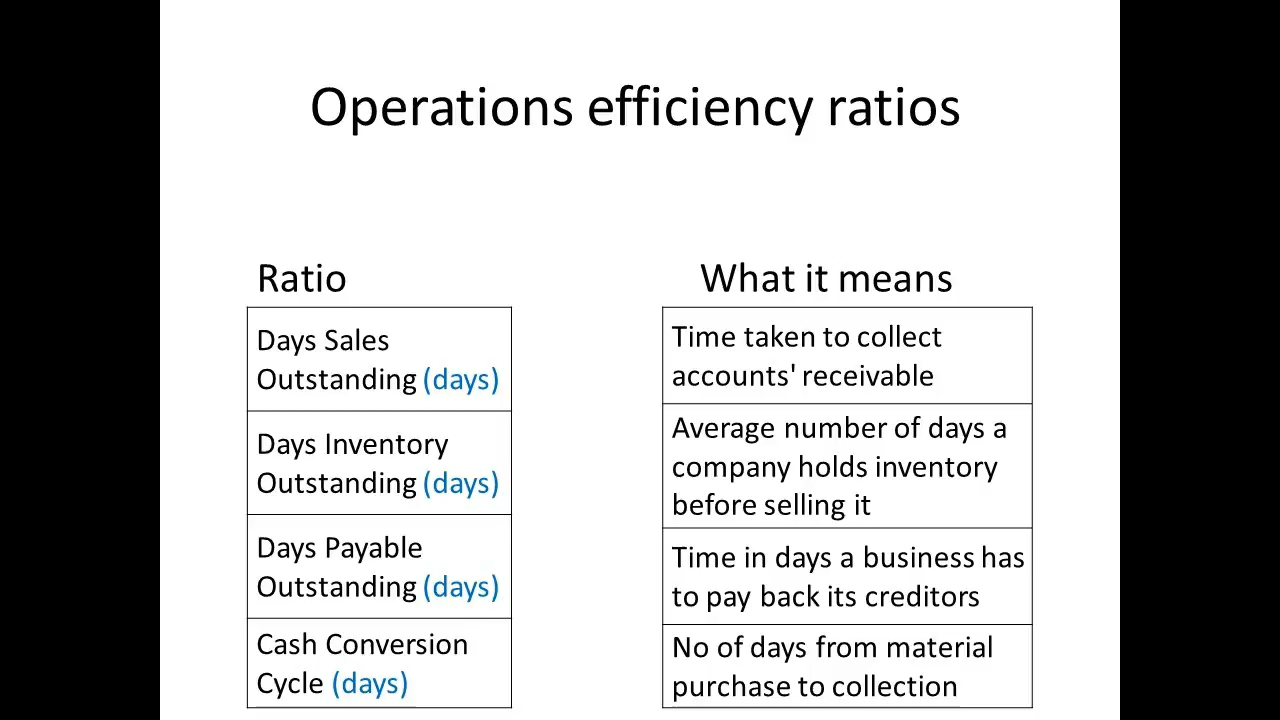 Operations efficiency ratios
Ratio
Days Sales
Outstanding (days)
Days Inventory
Outstanding (days)
Days Payable
Outstanding (days)
Cash Conversion
Cycle (days)
What it means
Time taken to collect
accounts' receivable
Average number of days a
company holds inventory
before selling it
Time in days a business has
to pay back its creditors
No of days from material
purchase to collection